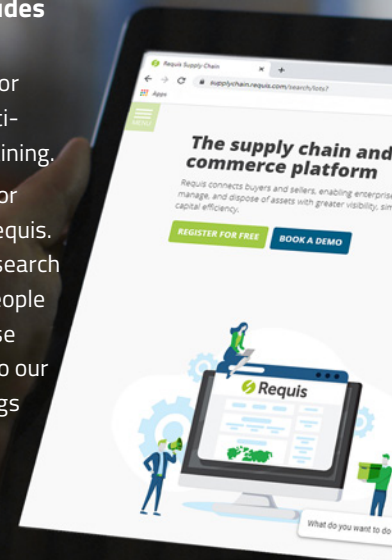 udes
or
ti-
ining.
or
equis.
search
eople
se
o our
gs
Requis Supply Chain
supplychain.requis.com/search/lots?
Apps
MENU
The supply chain and
commerce platform
Requis connects buyers and sellers, enabling enterprise
manage, and dispose of assets with greater visibility, sim
capital efficiency.
REGISTER FOR FREE
BOOK A DEMO
Requis
What do you want to do